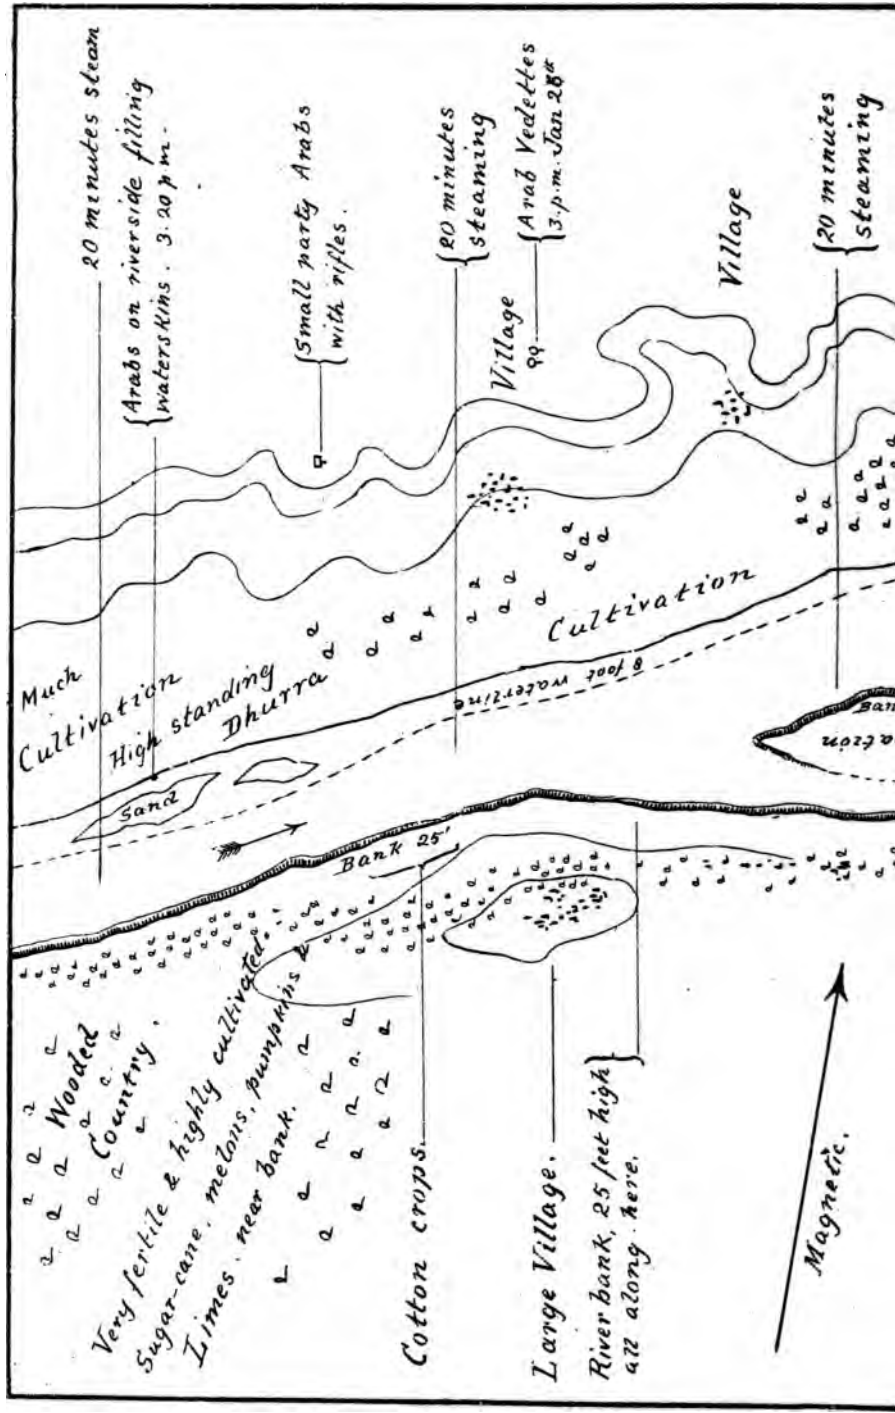 20 minutes steam
{Arabs on riverside filling
{waterskins. 3.20 p.m.
{Small party Arabs
{with rifles.
{20 minutes
{steaming
Village
{Arab Vedettes
{3.p.m. Jan 28th
Village
{20 minutes
{steaming
Much
Cultivation
High standing
Dhurra
Cultivation
8 foot waterline
Sand
Bank 25'
Ban
ation
Wooded
Country.
Very fertile & highly cultivated.
Sugar-cane, melons, pumpkins &
Limes near bank.
Cotton crops.
Large Village.
River bank, 25 feet high}
all along here.}
Magnetic.